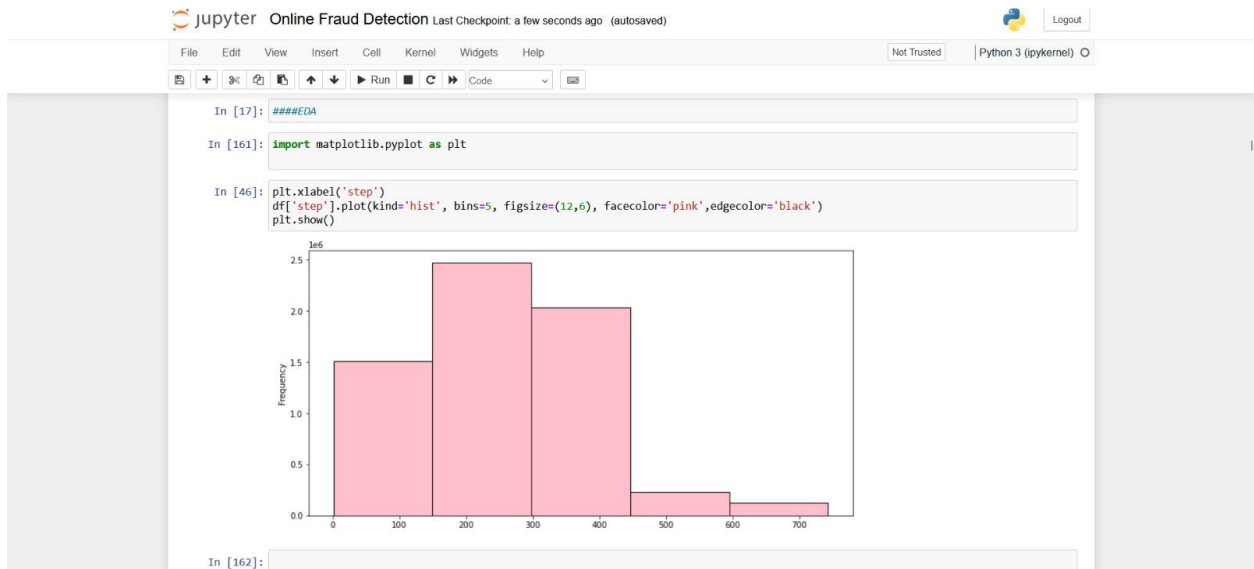 jupyter Online Fraud Detection Last Checkpoint: a few seconds ago (autosaved)
Logout
File Edit View Insert Cell Kernel Widgets Help
Not Trusted Python 3 (ipykernel)
Run Code
In [17]: ####EDA
In [161]: import matplotlib.pyplot as plt
In [46]: plt.xlabel('step')
df['step'].plot(kind='hist', bins=5, figsize=(12,6), facecolor='pink',edgecolor='black')
plt.show()
1e6
2.5
2.0
1.5
1.0
0.5
0.0
Frequency
0 100 200 300 400 500 600 700
In [162]: